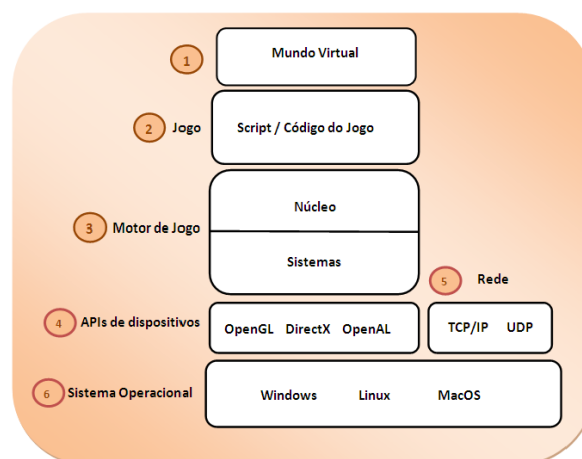 1 Mundo Virtual
2 Jogo Script / Código do Jogo
3 Motor de Jogo Núcleo
Sistemas
5 Rede
4 APIs de dispositivos OpenGL DirectX OpenAL TCP/IP UDP
6 Sistema Operacional Windows Linux MacOS